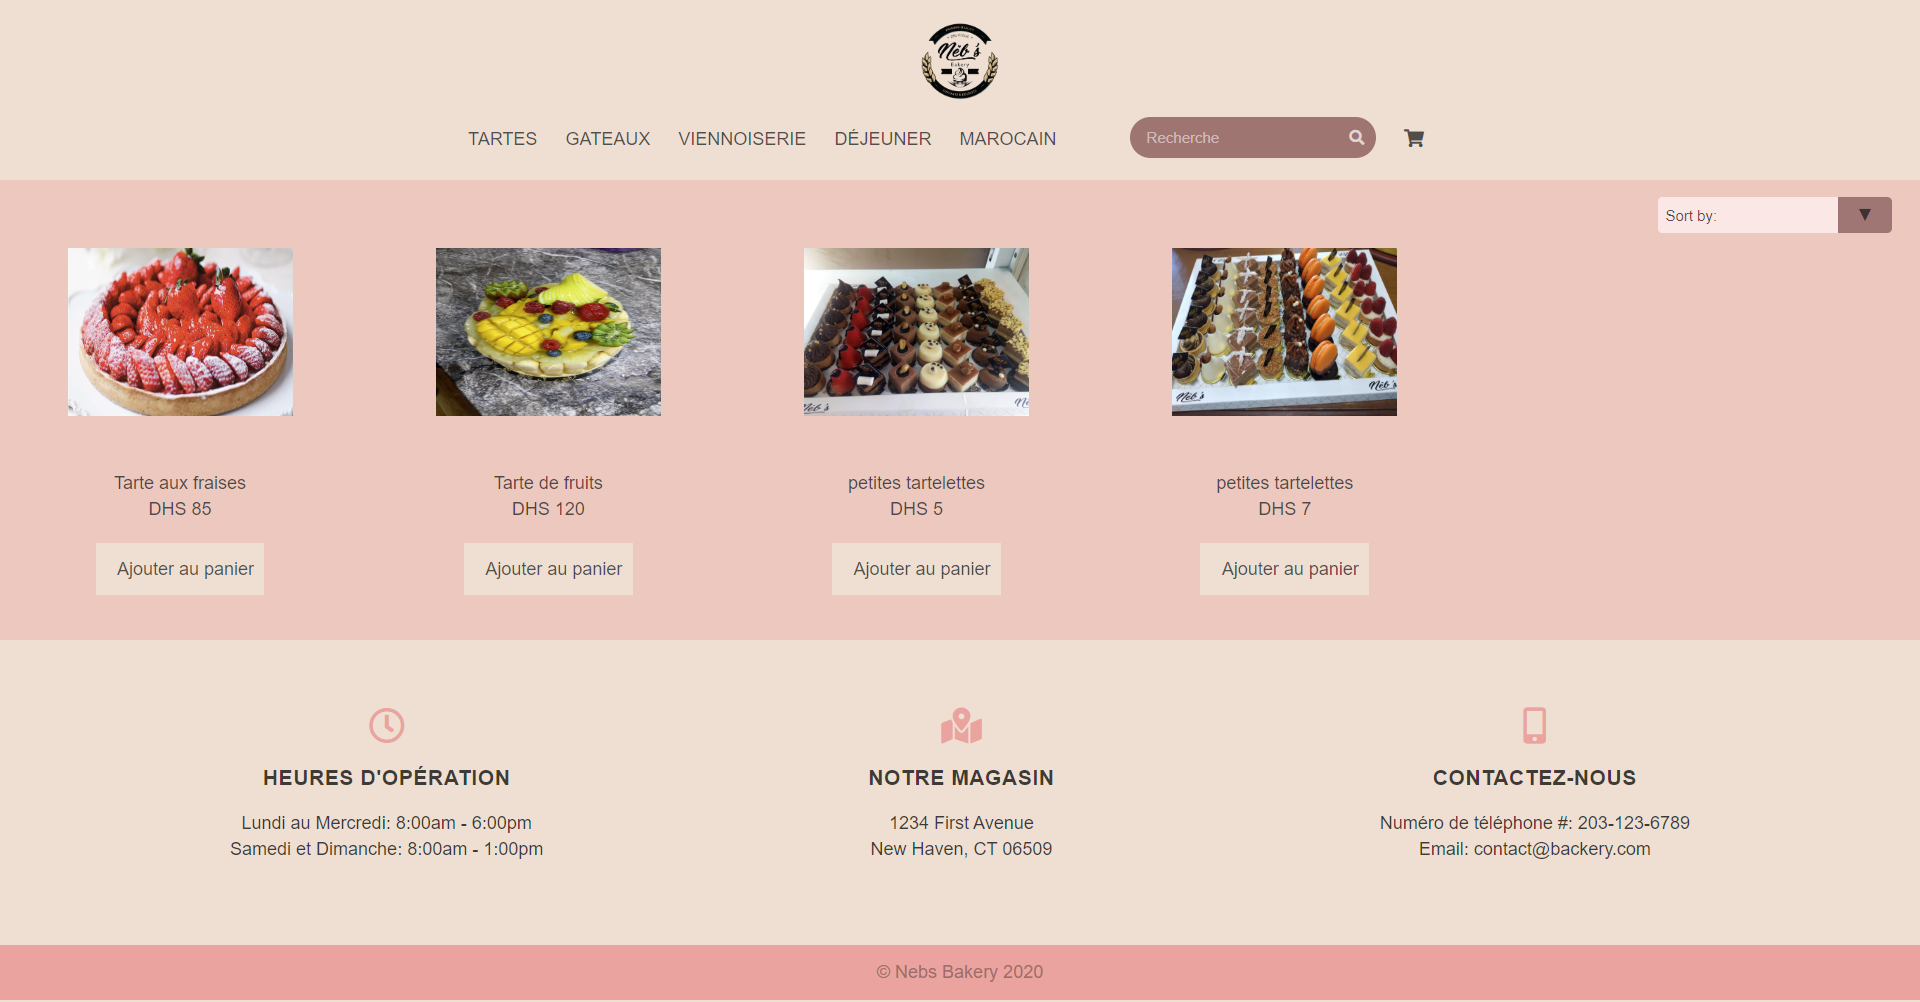 Nèb's
Bakery
TARTES GATEAUX VIENNOISERIE DÉJEUNER MAROCAIN Recherche
Sort by: ▼
Nèb's
Nèb's
Tarte aux fraises Tarte de fruits petites tartelettes petites tartelettes
DHS 85 DHS 120 DHS 5 DHS 7
Ajouter au panier Ajouter au panier Ajouter au panier Ajouter au panier
HEURES D'OPÉRATION NOTRE MAGASIN CONTACTEZ-NOUS
Lundi au Mercredi: 8:00am - 6:00pm 1234 First Avenue Numéro de téléphone #: 203-123-6789
Samedi et Dimanche: 8:00am - 1:00pm New Haven, CT 06509 Email: contact@backery.com
© Nebs Bakery 2020